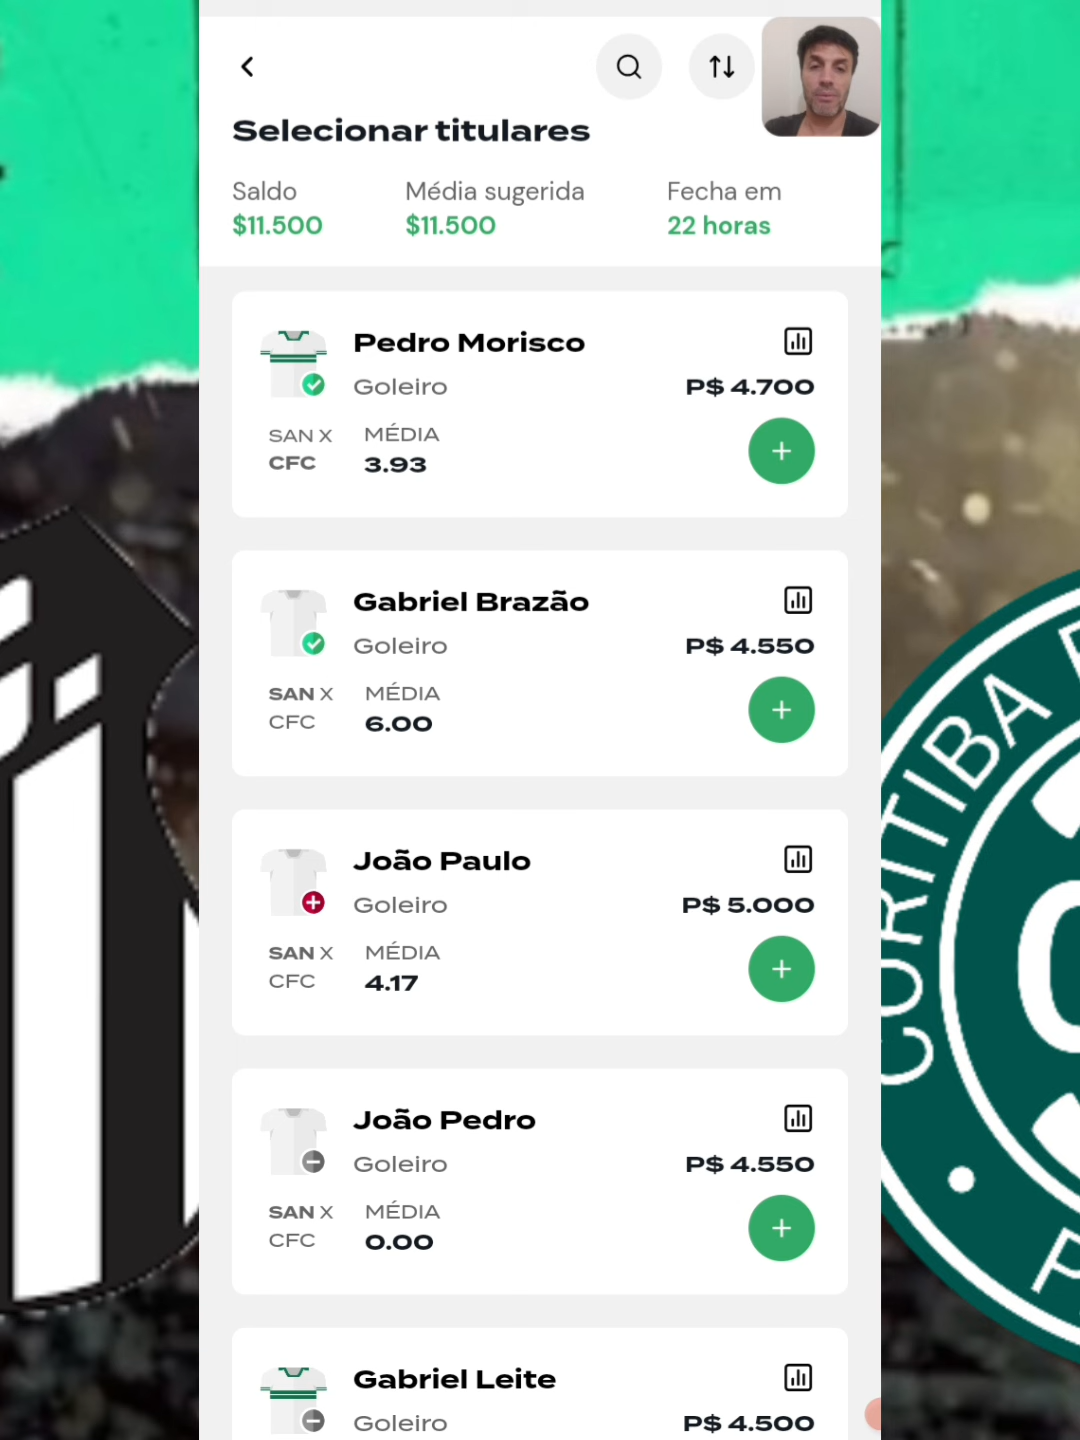 Selecionar titulares
Saldo
Média sugerida
Fecha em
$11.500
$11.500
22 horas
Pedro Morisco
Goleiro
P$ 4.700
SAN X
CFC
MÉDIA
3.93
Gabriel Brazão
Goleiro
P$ 4.550
SAN X
CFC
MÉDIA
6.00
João Paulo
Goleiro
P$ 5.000
SAN X
CFC
MÉDIA
4.17
João Pedro
Goleiro
P$ 4.550
SAN X
CFC
MÉDIA
0.00
Gabriel Leite
Goleiro
P$ 4.500
CORITIBA